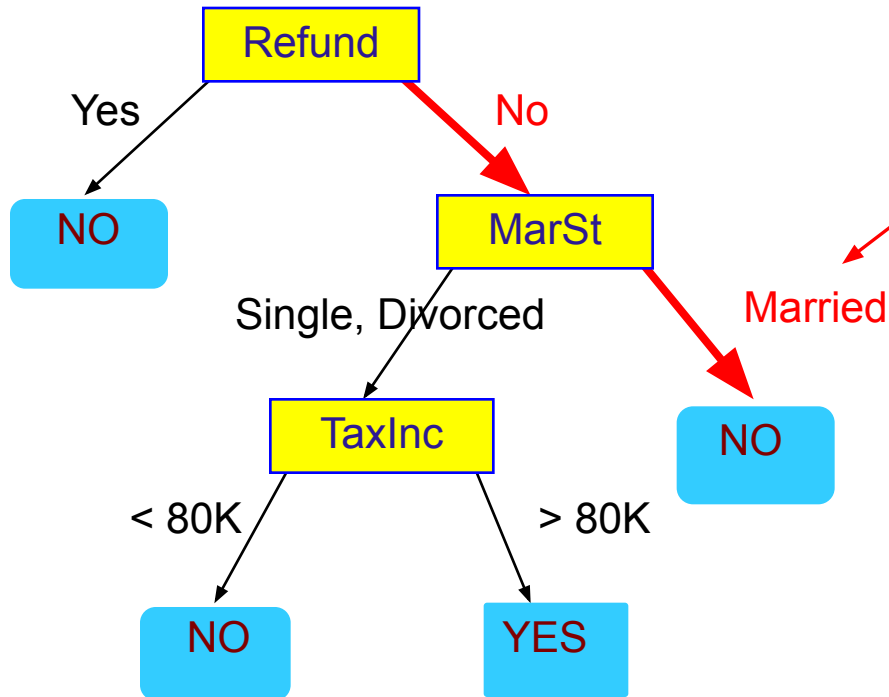 Refund
Yes
No
NO
MarSt
Single, Divorced
Married
TaxInc
NO
< 80K
> 80K
NO
YES